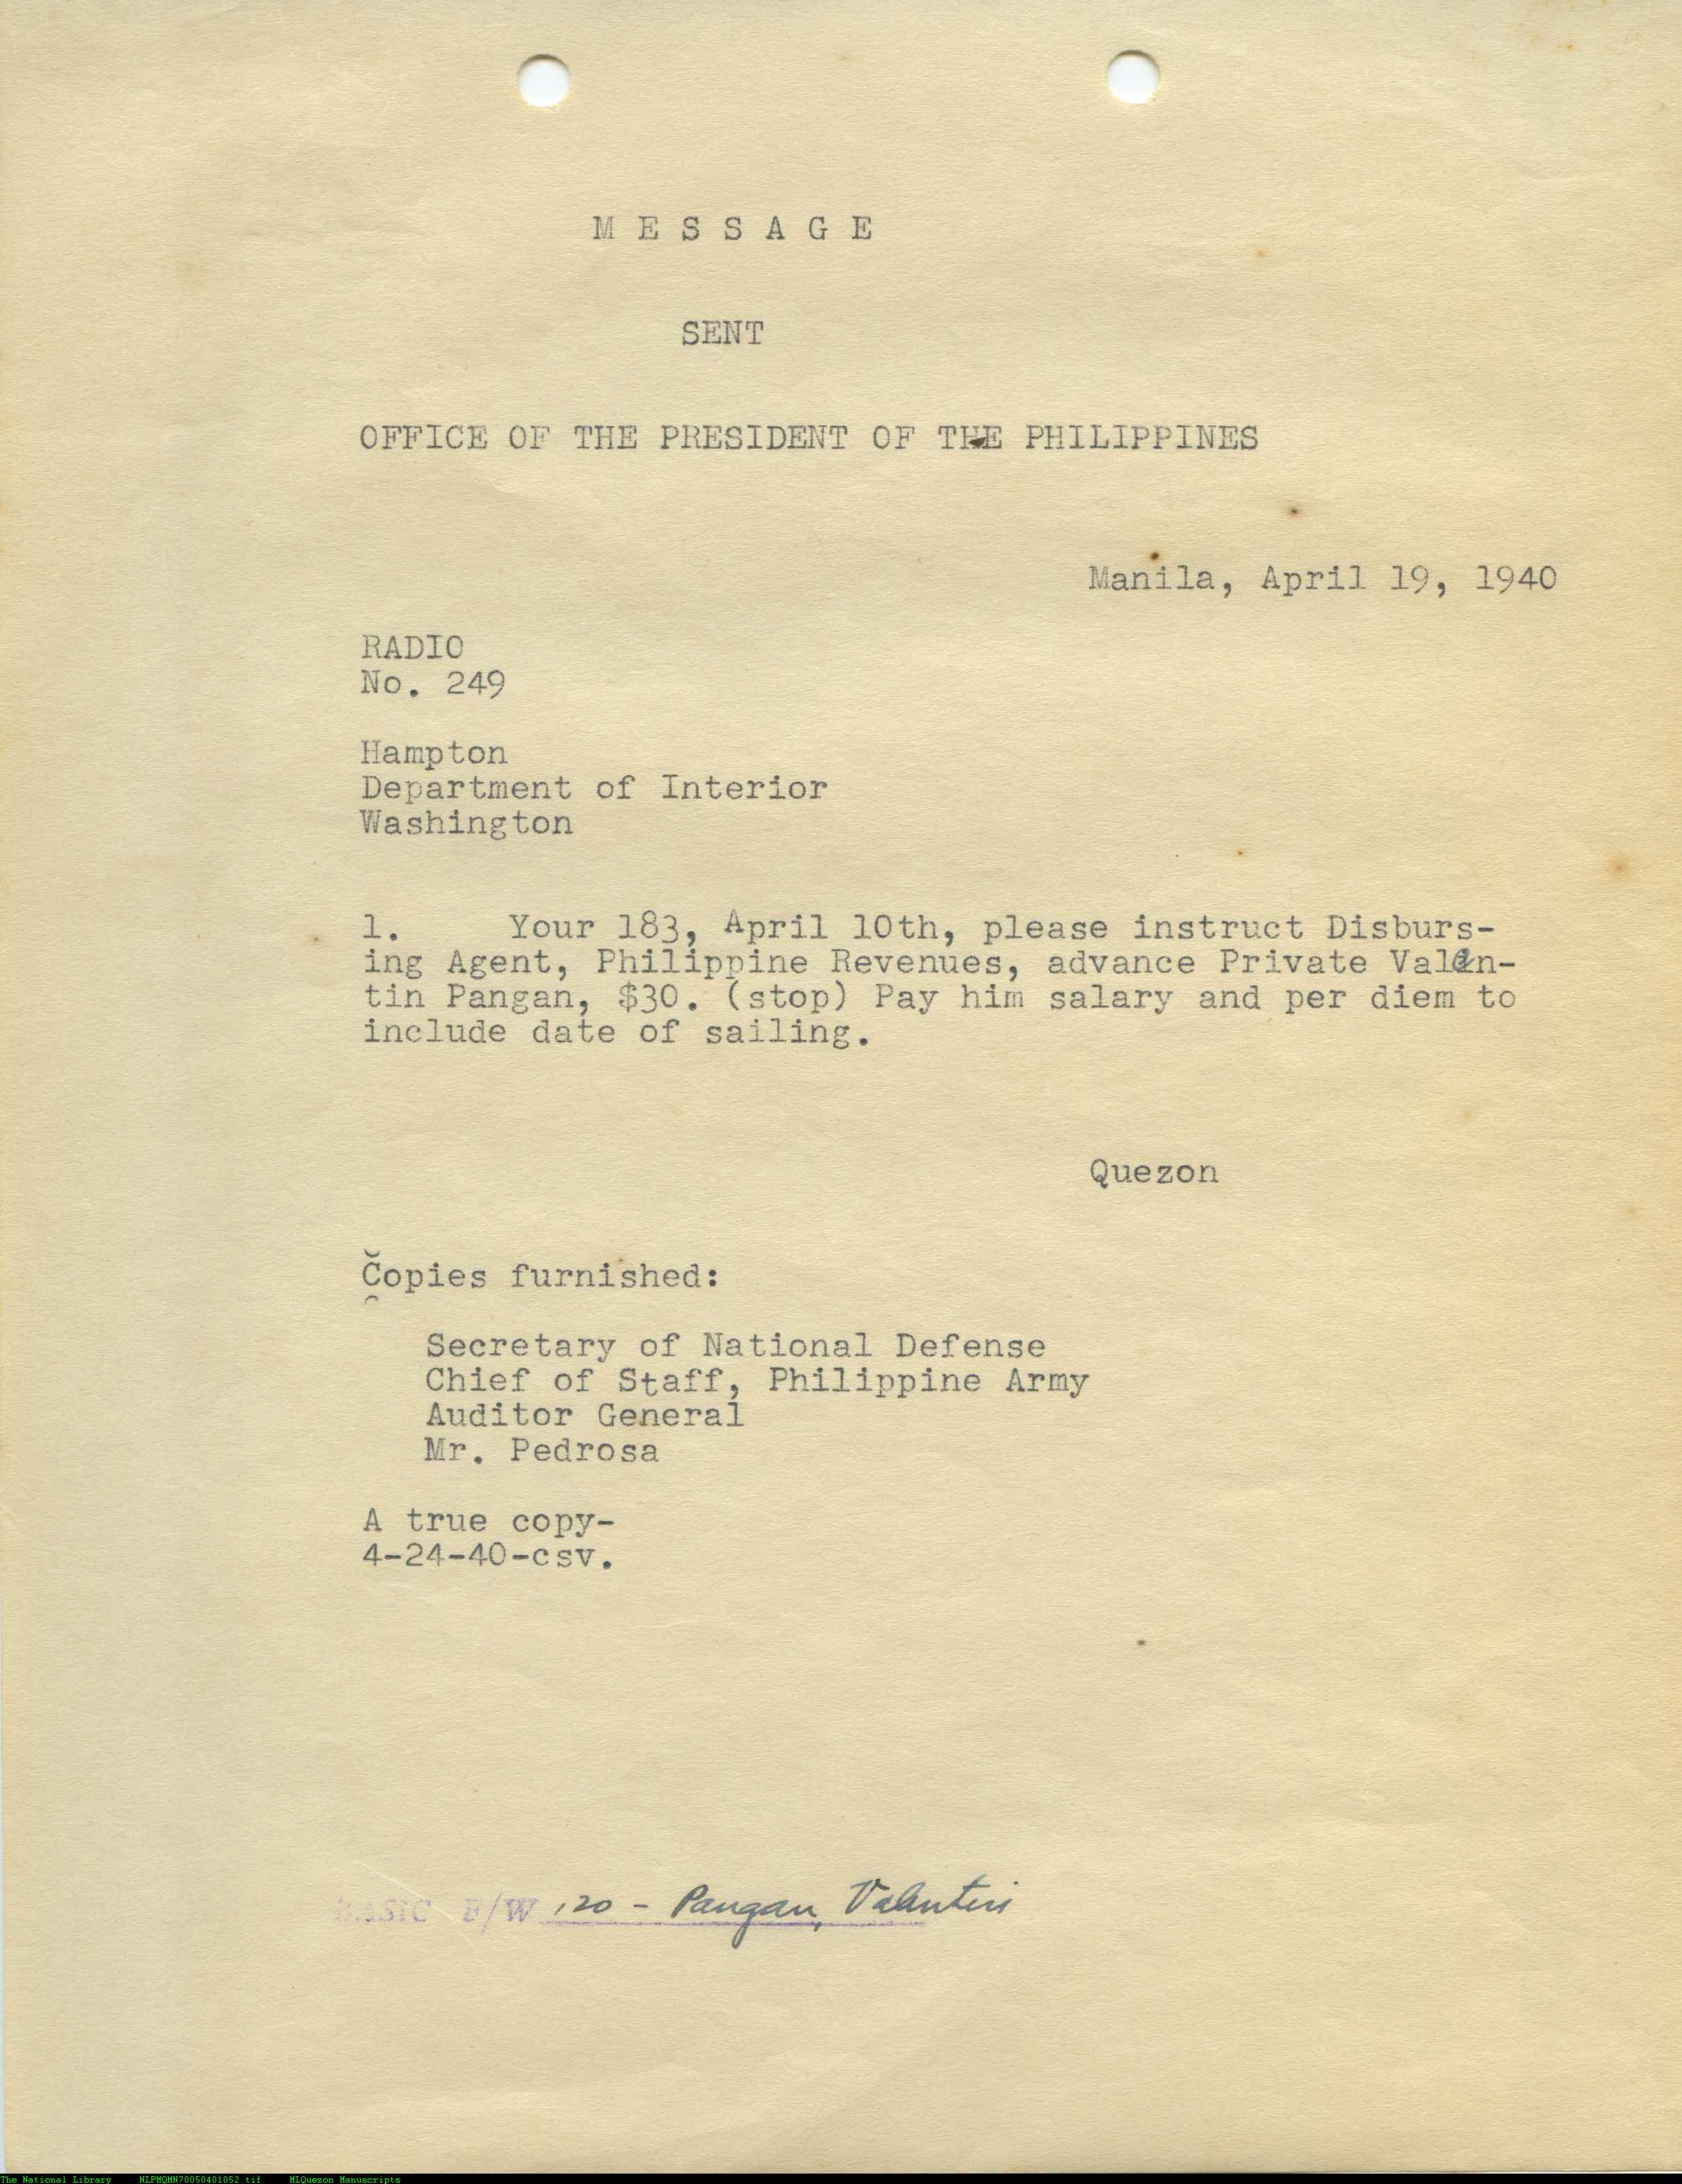 M E S S A G E
SENT
OFFICE OF THE PRESIDENT OF THE PHILIPPINES
Manila, April 19, 1940
RADIO
No. 249
Hampton
Department of Interior
Washington
1. Your 183, April 10th, please instruct Disburs-
ing Agent, Philippine Revenues, advance Private Valen-
tin Pangan, $30. (stop) Pay him salary and per diem to
include date of sailing.
Quezon
Copies furnished:
Secretary of National Defense
Chief of Staff, Philippine Army
Auditor General
Mr. Pedrosa
A true copy-
4-24-40-csv.
BASIC F/W 120 - Pangan, Valentin
The National Library NLPMQMN70050401052.tif MLQuezon Manuscripts